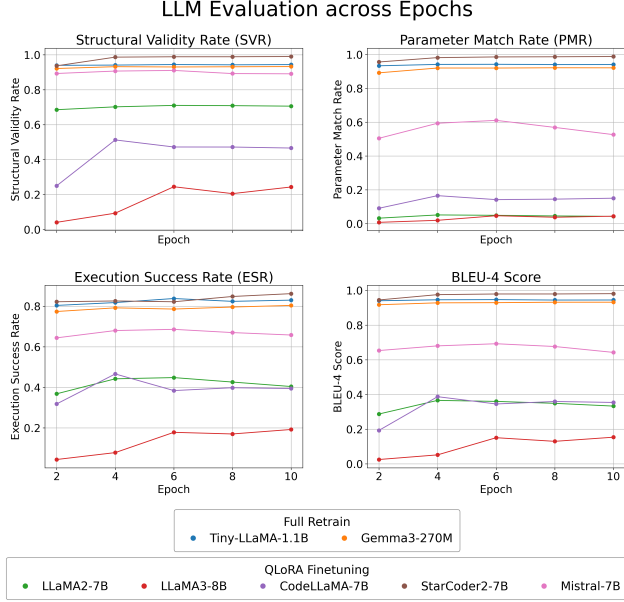 LLM Evaluation across Epochs
Structural Validity Rate (SVR)
Structural Validity Rate
1.0
0.8
0.6
0.4
0.2
0.0
Epoch
Parameter Match Rate (PMR)
Parameter Match Rate
1.0
0.8
0.6
0.4
0.2
0.0
Epoch
Execution Success Rate (ESR)
Execution Success Rate
0.8
0.6
0.4
0.2
2 4 6 8 10
Epoch
BLEU-4 Score
BLEU-4 Score
1.0
0.8
0.6
0.4
0.2
0.0
2 4 6 8 10
Epoch
Full Retrain
Tiny-LLaMA-1.1B Gemma3-270M
QLoRA Finetuning
LLaMA2-7B LLaMA3-8B CodeLLaMA-7B StarCoder2-7B Mistral-7B